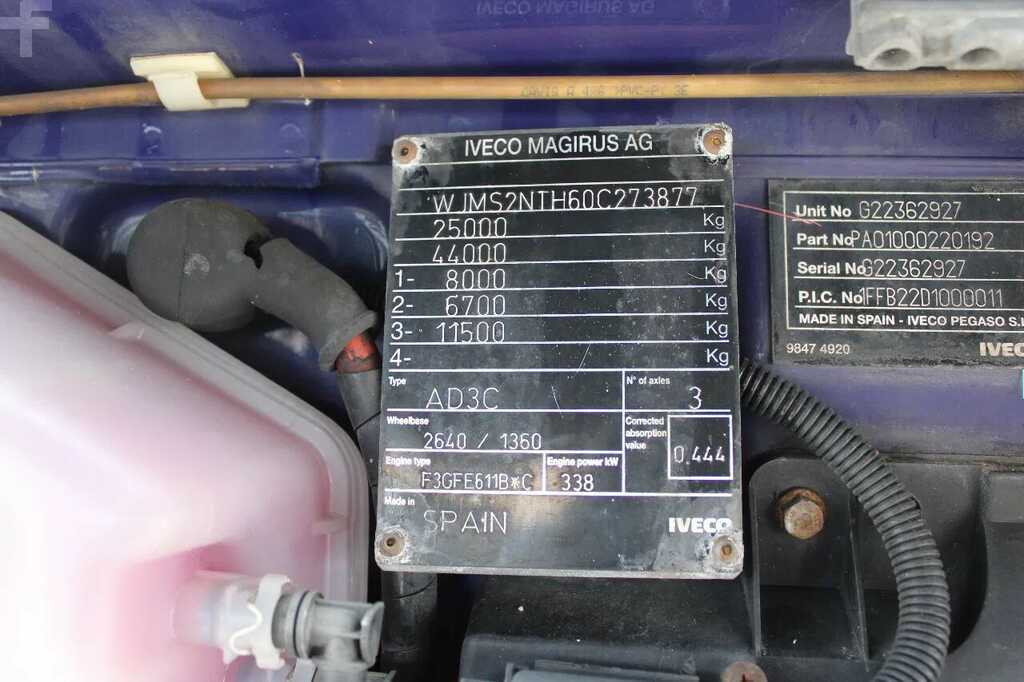 IVECO MAGIRUS AG
IVECO MAGIRUS AG
WJMS2NTH60C273877
25000 Kg
44000 Kg
1- 8000 Kg
2- 6700 Kg
3- 11500 Kg
4- Kg
Type AD3C
N° of axles 3
Wheelbase 2640 / 1360
Corrected absorption value 0.444
Engine type F3GFE611B*C
Engine power kW 338
Made in SPAIN
IVECO
Unit No G22362927
Part No PA01000220192
Serial No G22362927
P.I.C. No 1FFB22D1000011
MADE IN SPAIN - IVECO PEGASO S.
9847 4920 IVEC